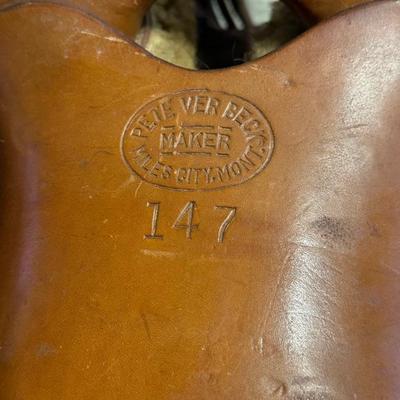 PETE VER BECK
MAKER
MILES CITY, MONT.
147